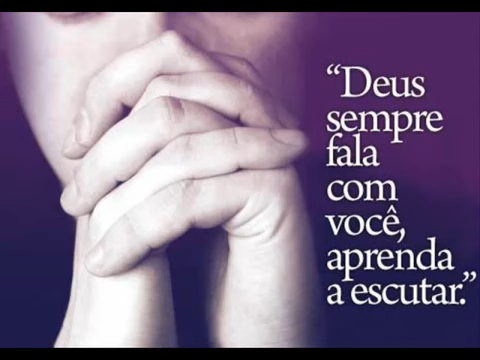 “Deus
sempre
fala
com
você,
aprenda
a escutar.”